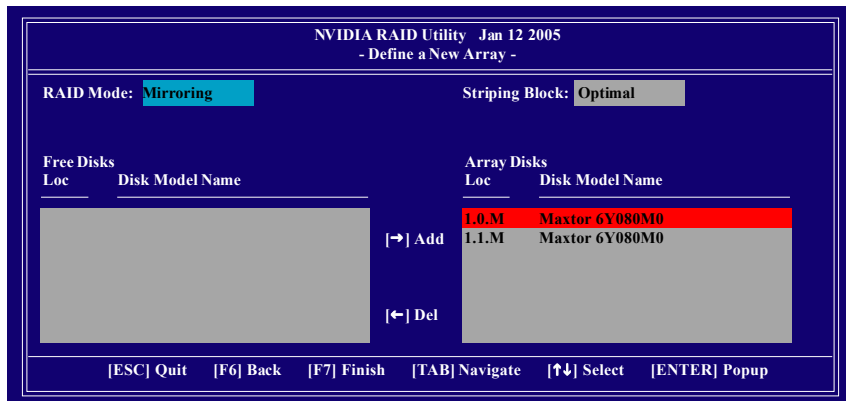 NVIDIA RAID Utility Jan 12 2005
- Define a New Array -
RAID Mode: Mirroring
Striping Block: Optimal
Free Disks
Loc Disk Model Name
Array Disks
Loc Disk Model Name
1.0.M Maxtor 6Y080M0
1.1.M Maxtor 6Y080M0
[→] Add
[←] Del
[ESC] Quit [F6] Back [F7] Finish [TAB] Navigate [↑↓] Select [ENTER] Popup